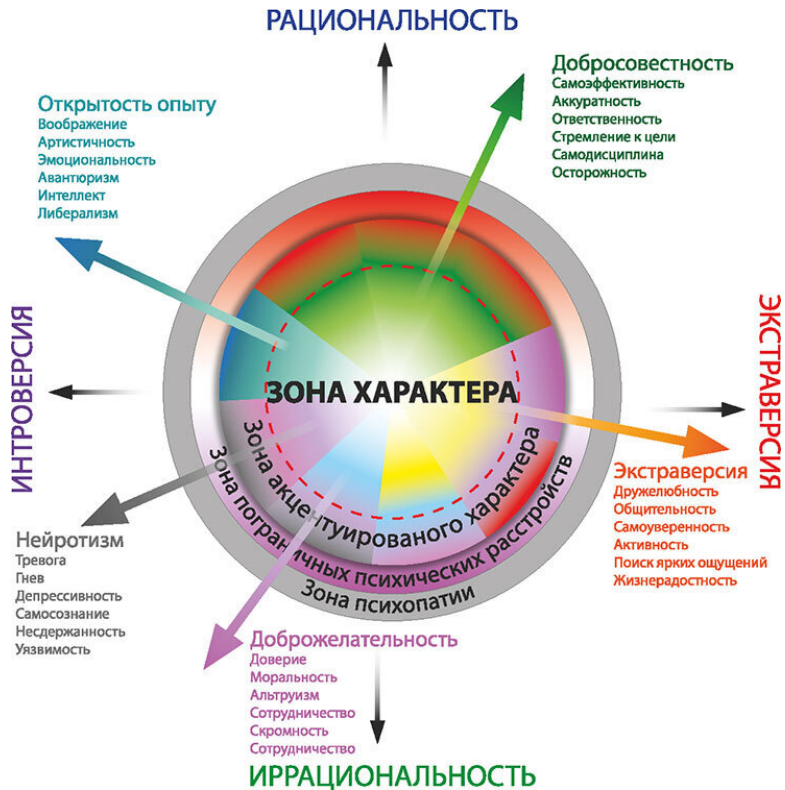 РАЦИОНАЛЬНОСТЬ
Добросовестность
Самоэффективность
Аккуратность
Ответственность
Стремление к цели
Самодисциплина
Осторожность
Открытость опыту
Воображение
Артистичность
Эмоциональность
Авантюризм
Интеллект
Либерализм
ИНТРОВЕРСИЯ
ЗОНА ХАРАКТЕРА
Зона акцентуированого характера
Зона пограничных психических расстройств
Зона психопатии
ЭКСТРАВЕРСИЯ
Экстраверсия
Дружелюбность
Общительность
Самоуверенность
Активность
Поиск ярких ощущений
Жизнерадостность
Нейротизм
Тревога
Гнев
Депрессивность
Самосознание
Несдержанность
Уязвимость
Доброжелательность
Доверие
Моральность
Альтруизм
Сотрудничество
Скромность
Сотрудничество
ИРРАЦИОНАЛЬНОСТЬ